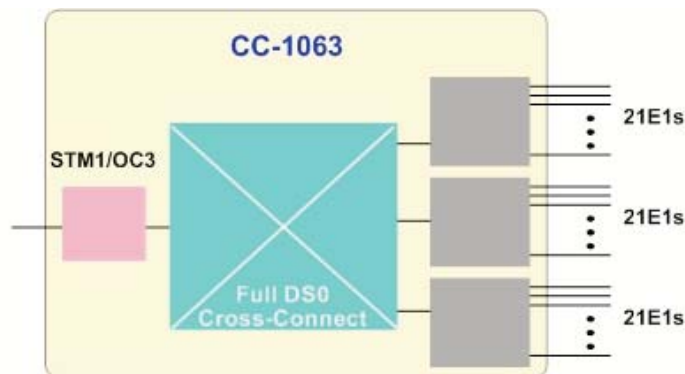 CC-1063
STM1/OC3
Full DS0
Cross-Connect
21E1s
21E1s
21E1s